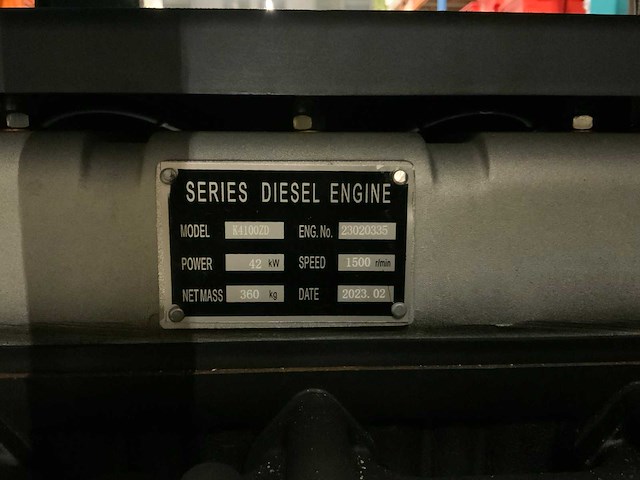 SERIES DIESEL ENGINE
MODEL K4100ZD ENG.No. 23020335
POWER 42 kW SPEED 1500 r/min
NET MASS 360 kg DATE 2023.02